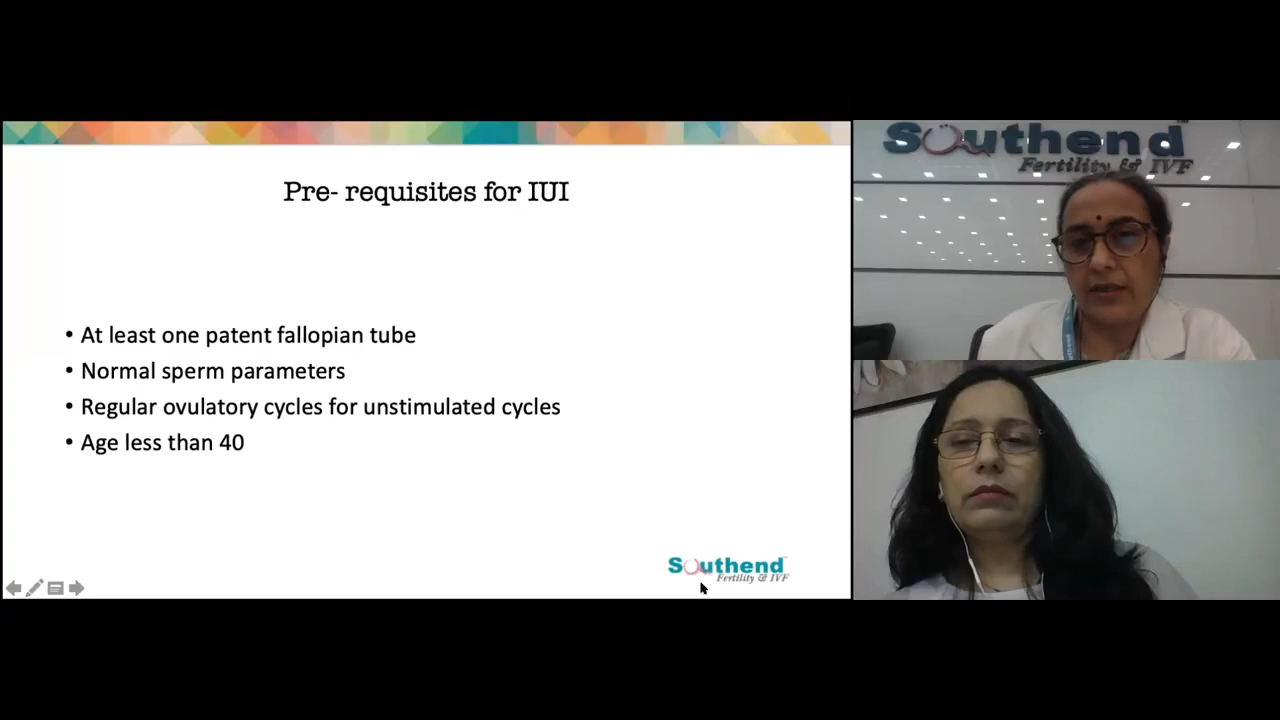 Pre- requisites for IUI
• At least one patent fallopian tube
• Normal sperm parameters
• Regular ovulatory cycles for unstimulated cycles
• Age less than 40
Southend
Fertility & IVF
Southend
Fertility & IVF
Southend